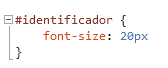 #identificador {
    font-size: 20px
}